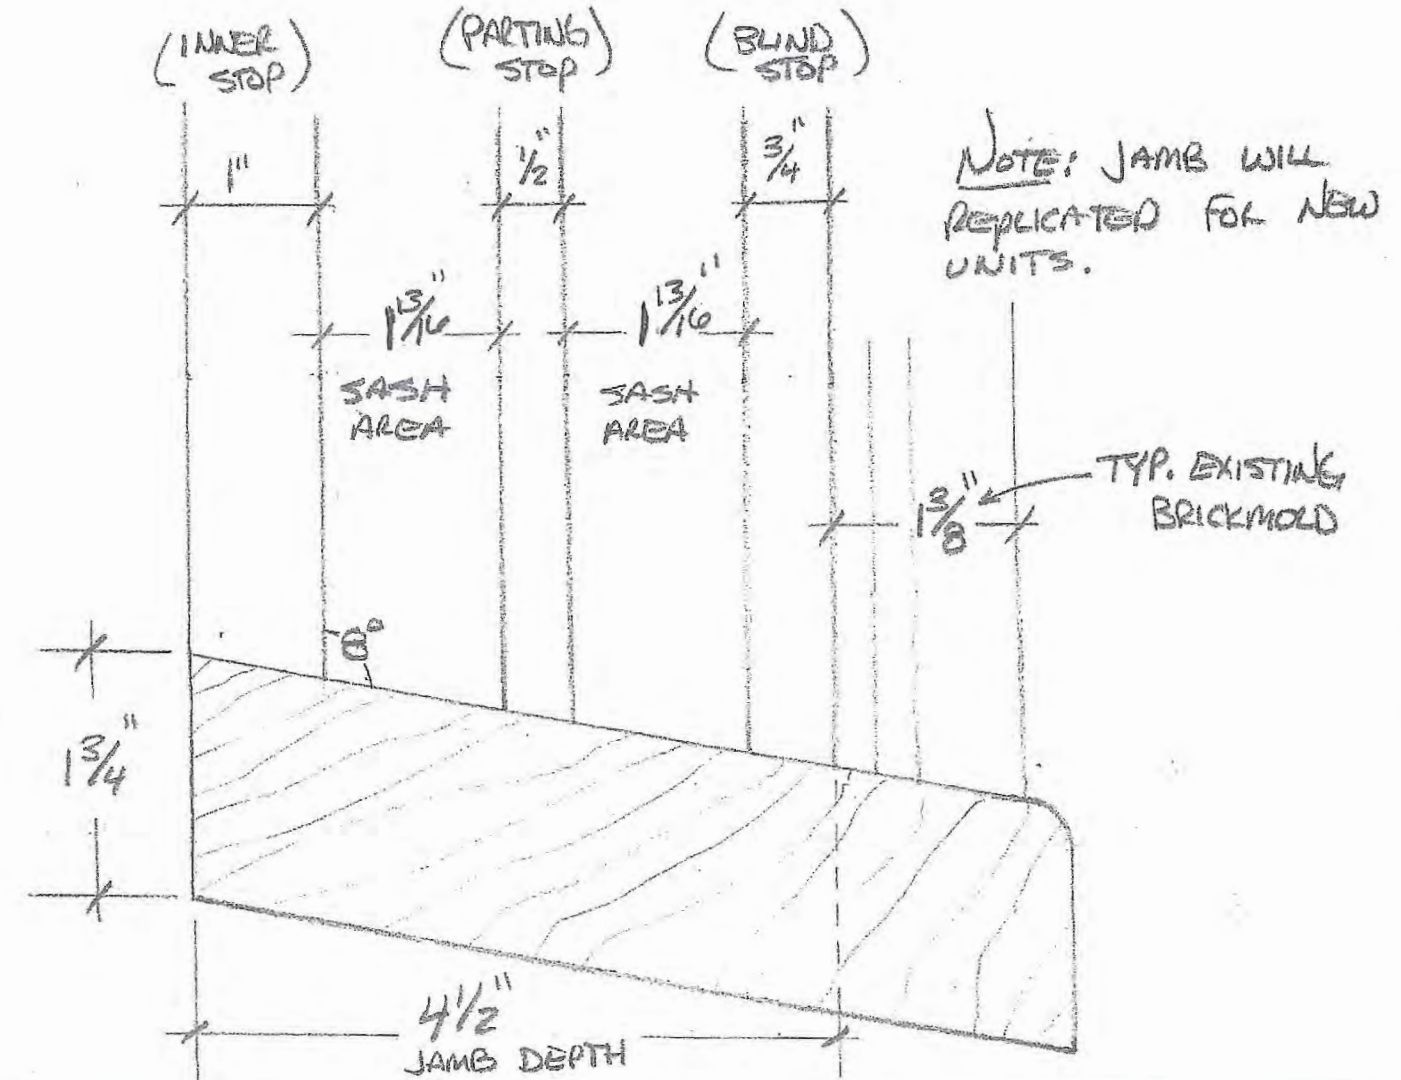 (INNER STOP)
(PARTING STOP)
(BLIND STOP)
1"
1/2"
3/4"
NOTE: JAMB WILL
REPLICATED FOR NEW
UNITS.
1 13/16"
SASH
AREA
1 13/16"
SASH
AREA
TYP. EXISTING
BRICKMOLD
1 3/8"
8°
1 3/4"
4 1/2"
JAMB DEPTH